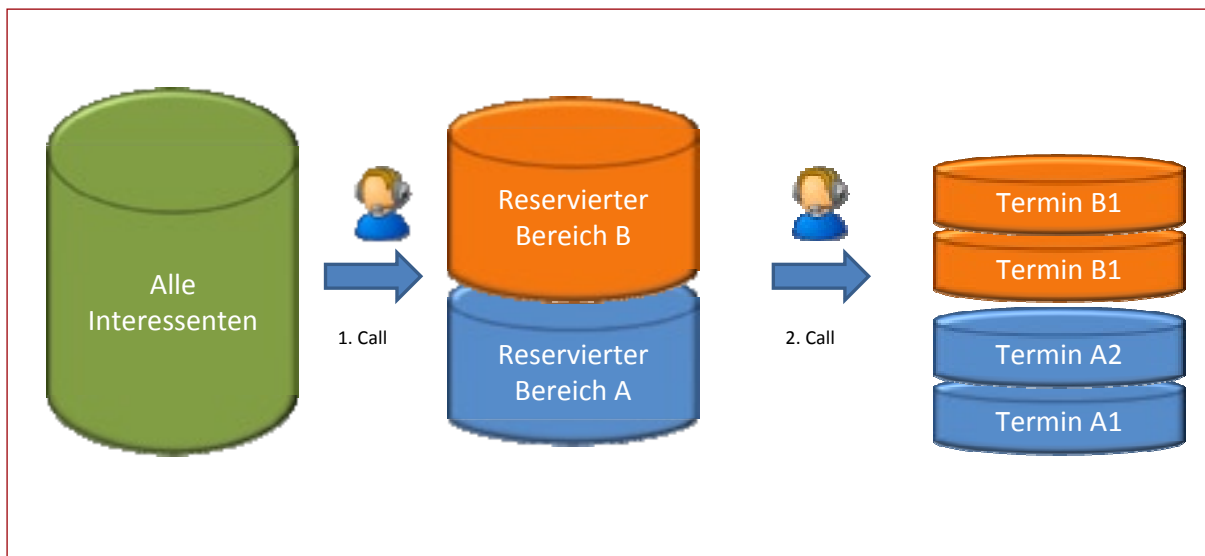 Alle
Interessenten
1. Call
Reservierter
Bereich B
Reservierter
Bereich A
2. Call
Termin B1
Termin B1
Termin A2
Termin A1